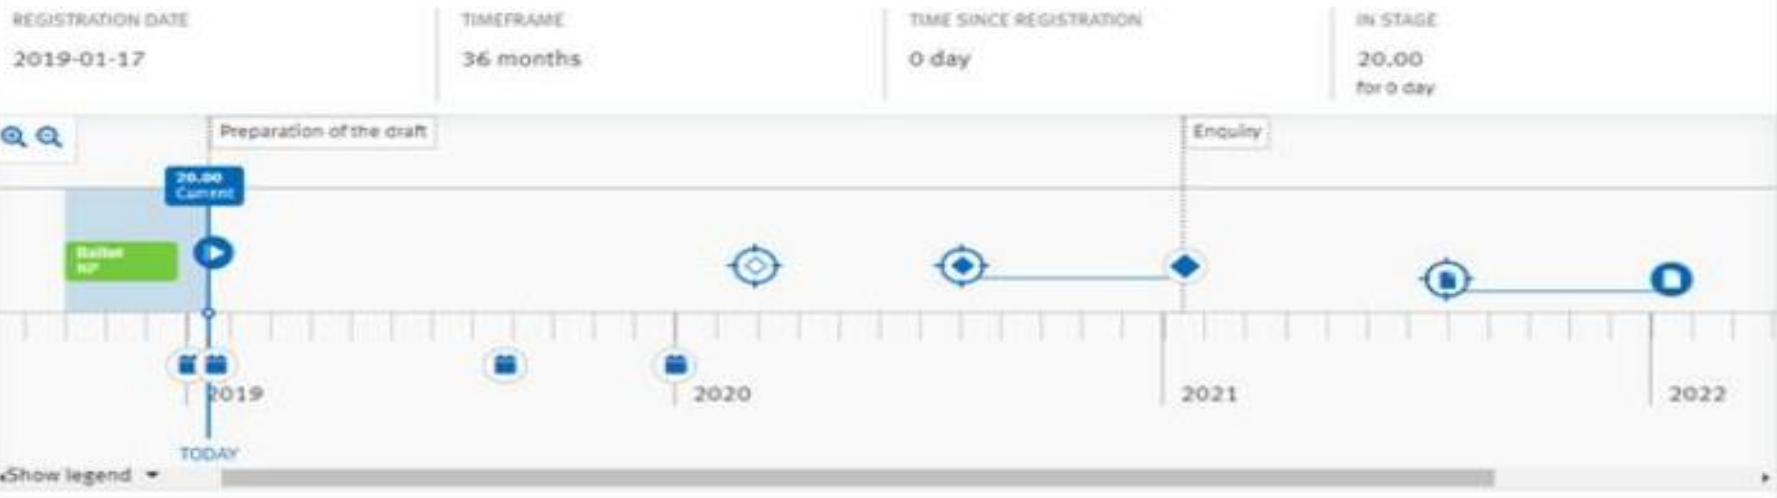 REGISTRATION DATE
2019-01-17
TIMEFRAME
36 months
TIME SINCE REGISTRATION
0 day
IN STAGE
20.00
for 0 day
Preparation of the draft
Enquiry
20.00
Current
Ballot
NP
2019
2020
2021
2022
TODAY
Show legend